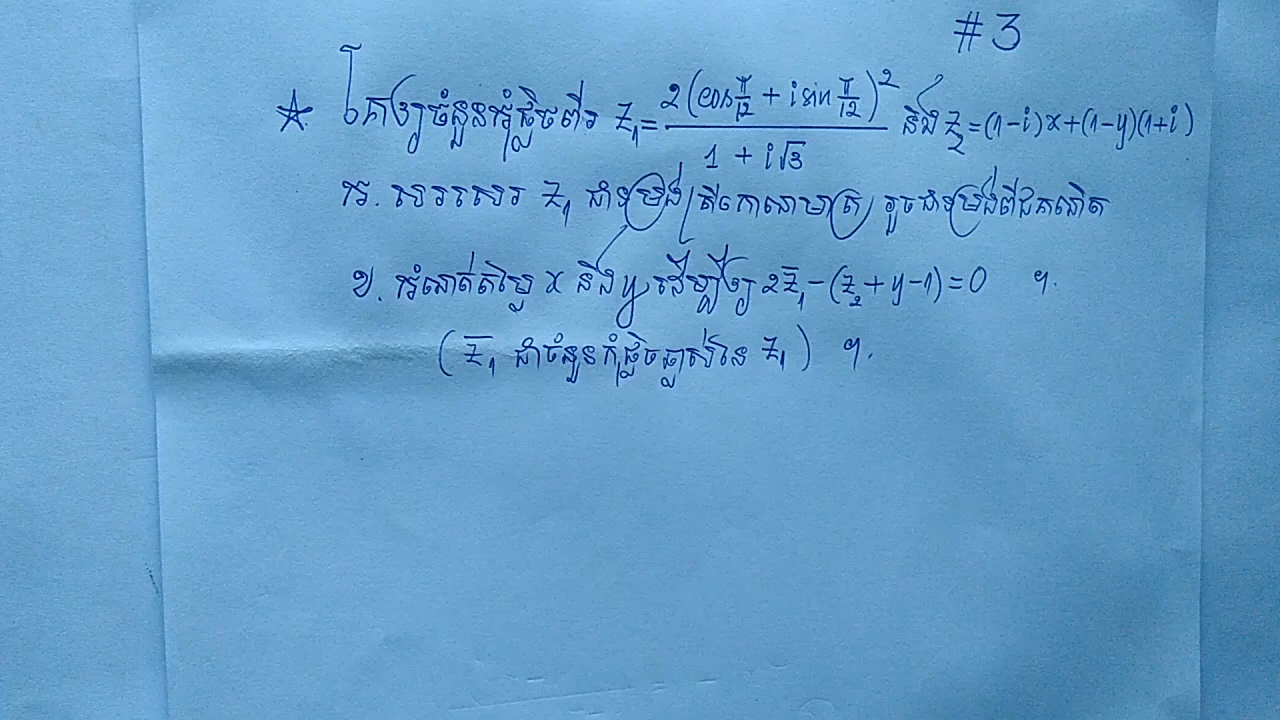 #3
☆ គេឲ្យចំនួនកុំផ្លិចពីរ Z₁ = 2(cos π/12 + i sin π/12)² / (1 + i√3) និង Z₂ = (1-i)x + (1-y)(1+i)
ក. សរសេរ Z₁ ជាទម្រង់ត្រីកោណមាត្រ រួចជាទម្រង់ពីជគណិត
ខ. កំណត់តម្លៃ x និង y ដើម្បីឲ្យ 2Z̄₁ - (Z₂ + y - 1) = 0 ។
(Z̄₁ ជាចំនួនកុំផ្លិចឆ្លាស់នៃ Z₁) ។